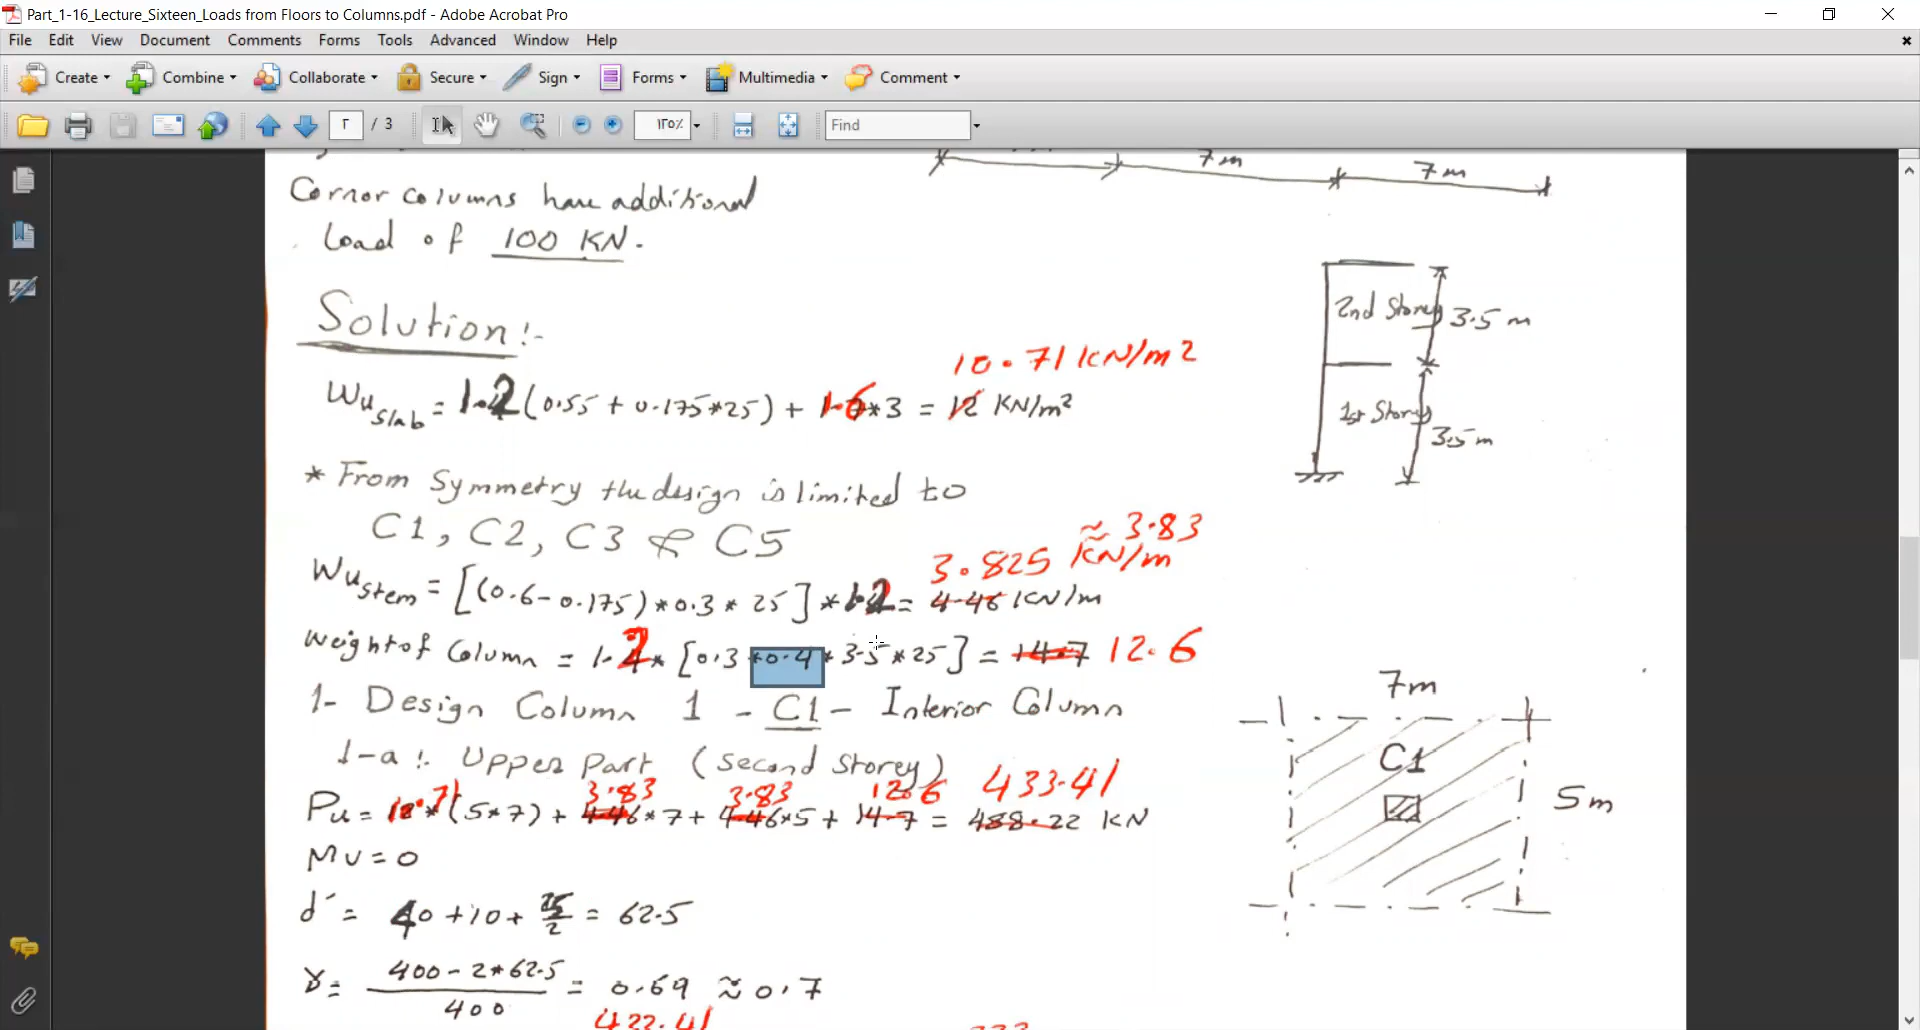 Part_1-16_Lecture_Sixteen_Loads from Floors to Columns.pdf - Adobe Acrobat Pro
File Edit View Document Comments Forms Tools Advanced Window Help
Create Combine Collaborate Secure Sign Forms Multimedia Comment
٢ / 3 ١٢٥٪ Find
7m 7m
Cornor columns have additional
Load of 100 KN.
Solution:-
2nd Storey 3.5 m
10.71 KN/m2
Wu slab = 1.2 (0.55 + 0.175*25) + 1.6*3 = 12 KN/m2
1st Storey 3.5 m
* From Symmetry the design is limited to
C1, C2, C3 & C5
≈ 3.83
3.825 KN/m
Wu stem = [(0.6-0.175)*0.3*25]*1.2 = 4.46 KN/m
Weight of Column = 1.2* [0.3*0.4*3.5*25] = 14.7 12.6
7m
1- Design Column 1 - C1 - Interior Column
C1
1-a:. Upper Part (Second Storey)
3.83 3.83 12.6 433.41
Pu = 10.71*(5*7) + 4.46*7 + 4.46*5 + 14.7 = 488.22 KN
5m
Mu = 0
d' = 40 + 10 + 25/2 = 62.5
γ = 400 - 2*62.5 / 400 = 0.69 ≈ 0.7
422.41